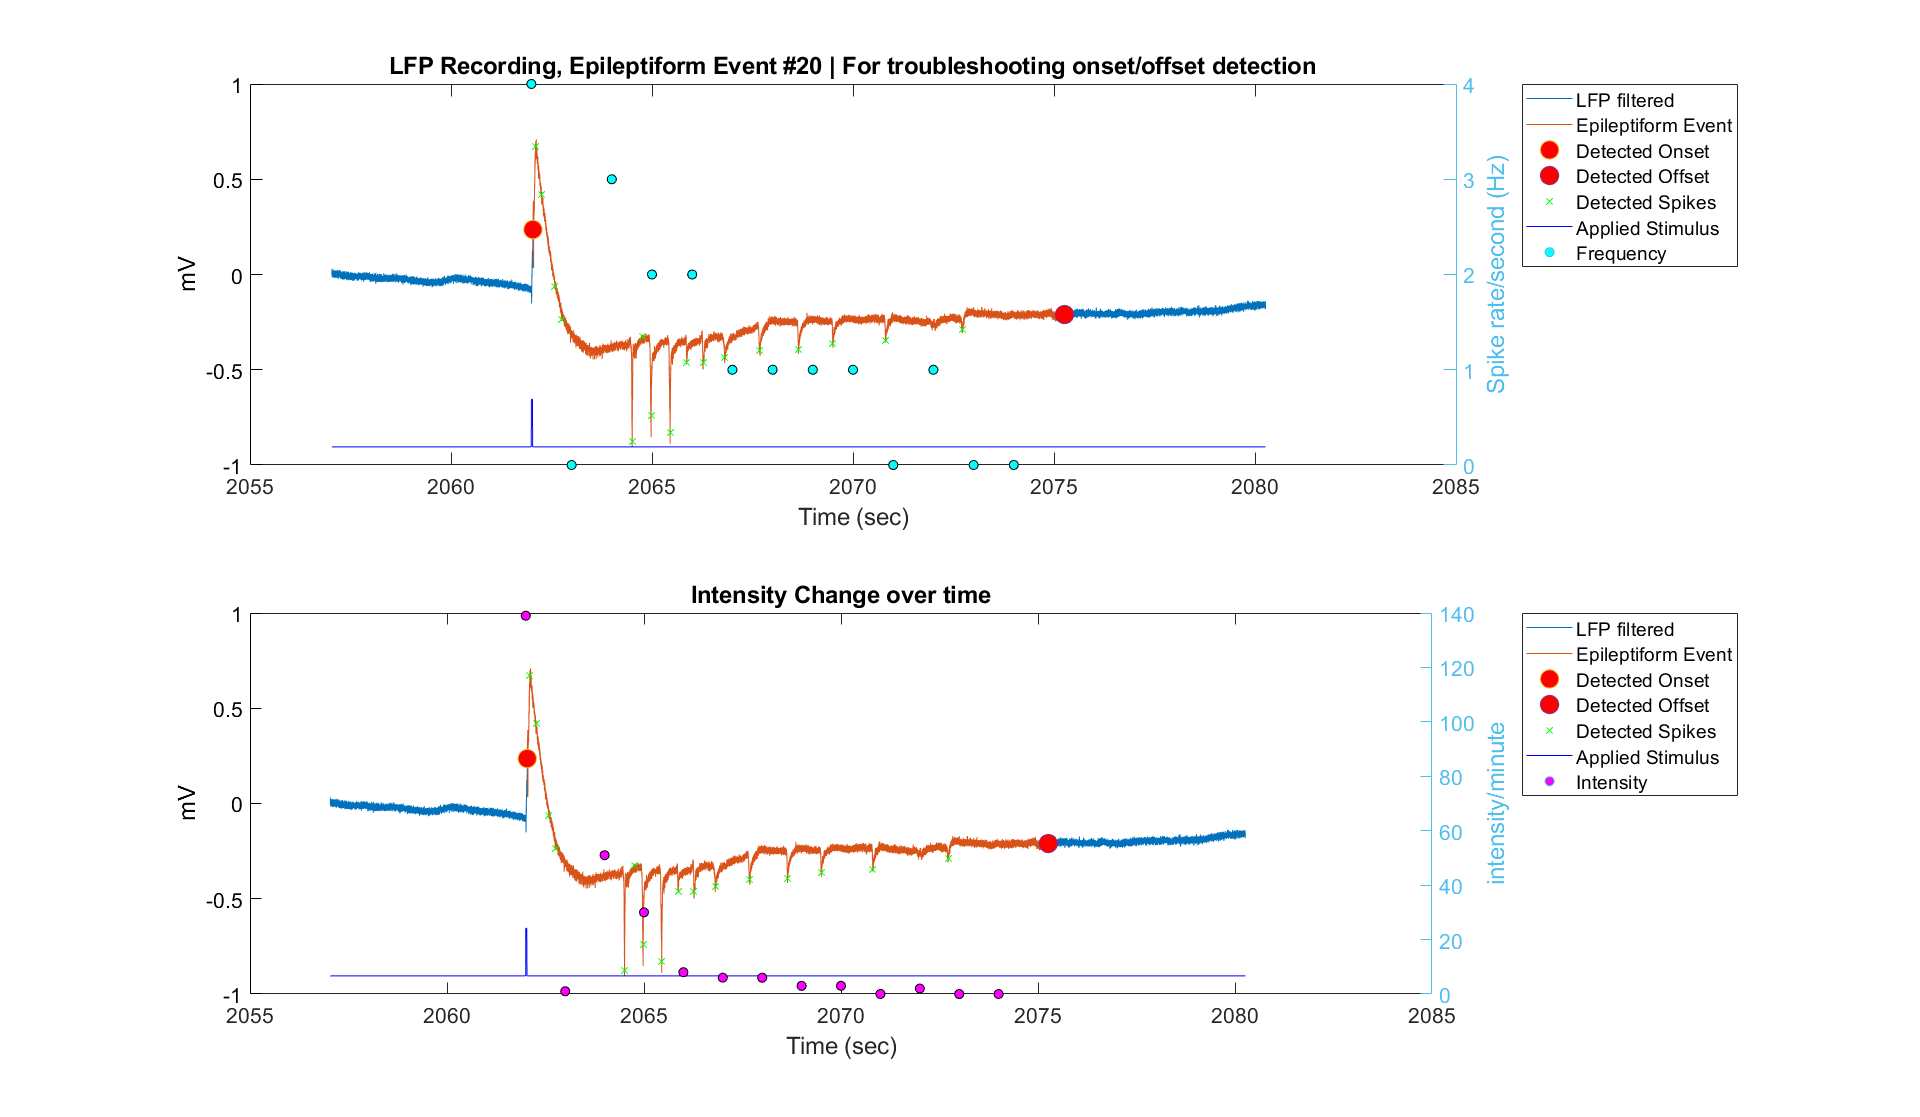 LFP Recording, Epileptiform Event #20 | For troubleshooting onset/offset detection
1
0.5
0
-0.5
-1
mV
4
3
2
1
0
Spike rate/second (Hz)
2055 2060 2065 2070 2075 2080 2085
Time (sec)
LFP filtered
Epileptiform Event
Detected Onset
Detected Offset
Detected Spikes
Applied Stimulus
Frequency
Intensity Change over time
1
0.5
0
-0.5
-1
mV
140
120
100
80
60
40
20
0
intensity/minute
2055 2060 2065 2070 2075 2080 2085
Time (sec)
LFP filtered
Epileptiform Event
Detected Onset
Detected Offset
Detected Spikes
Applied Stimulus
Intensity